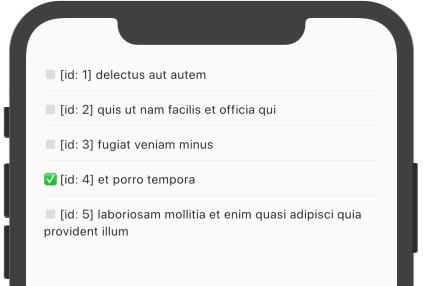 [id: 1] delectus aut autem
[id: 2] quis ut nam facilis et officia qui
[id: 3] fugiat veniam minus
[id: 4] et porro tempora
[id: 5] laboriosam mollitia et enim quasi adipisci quia
provident illum